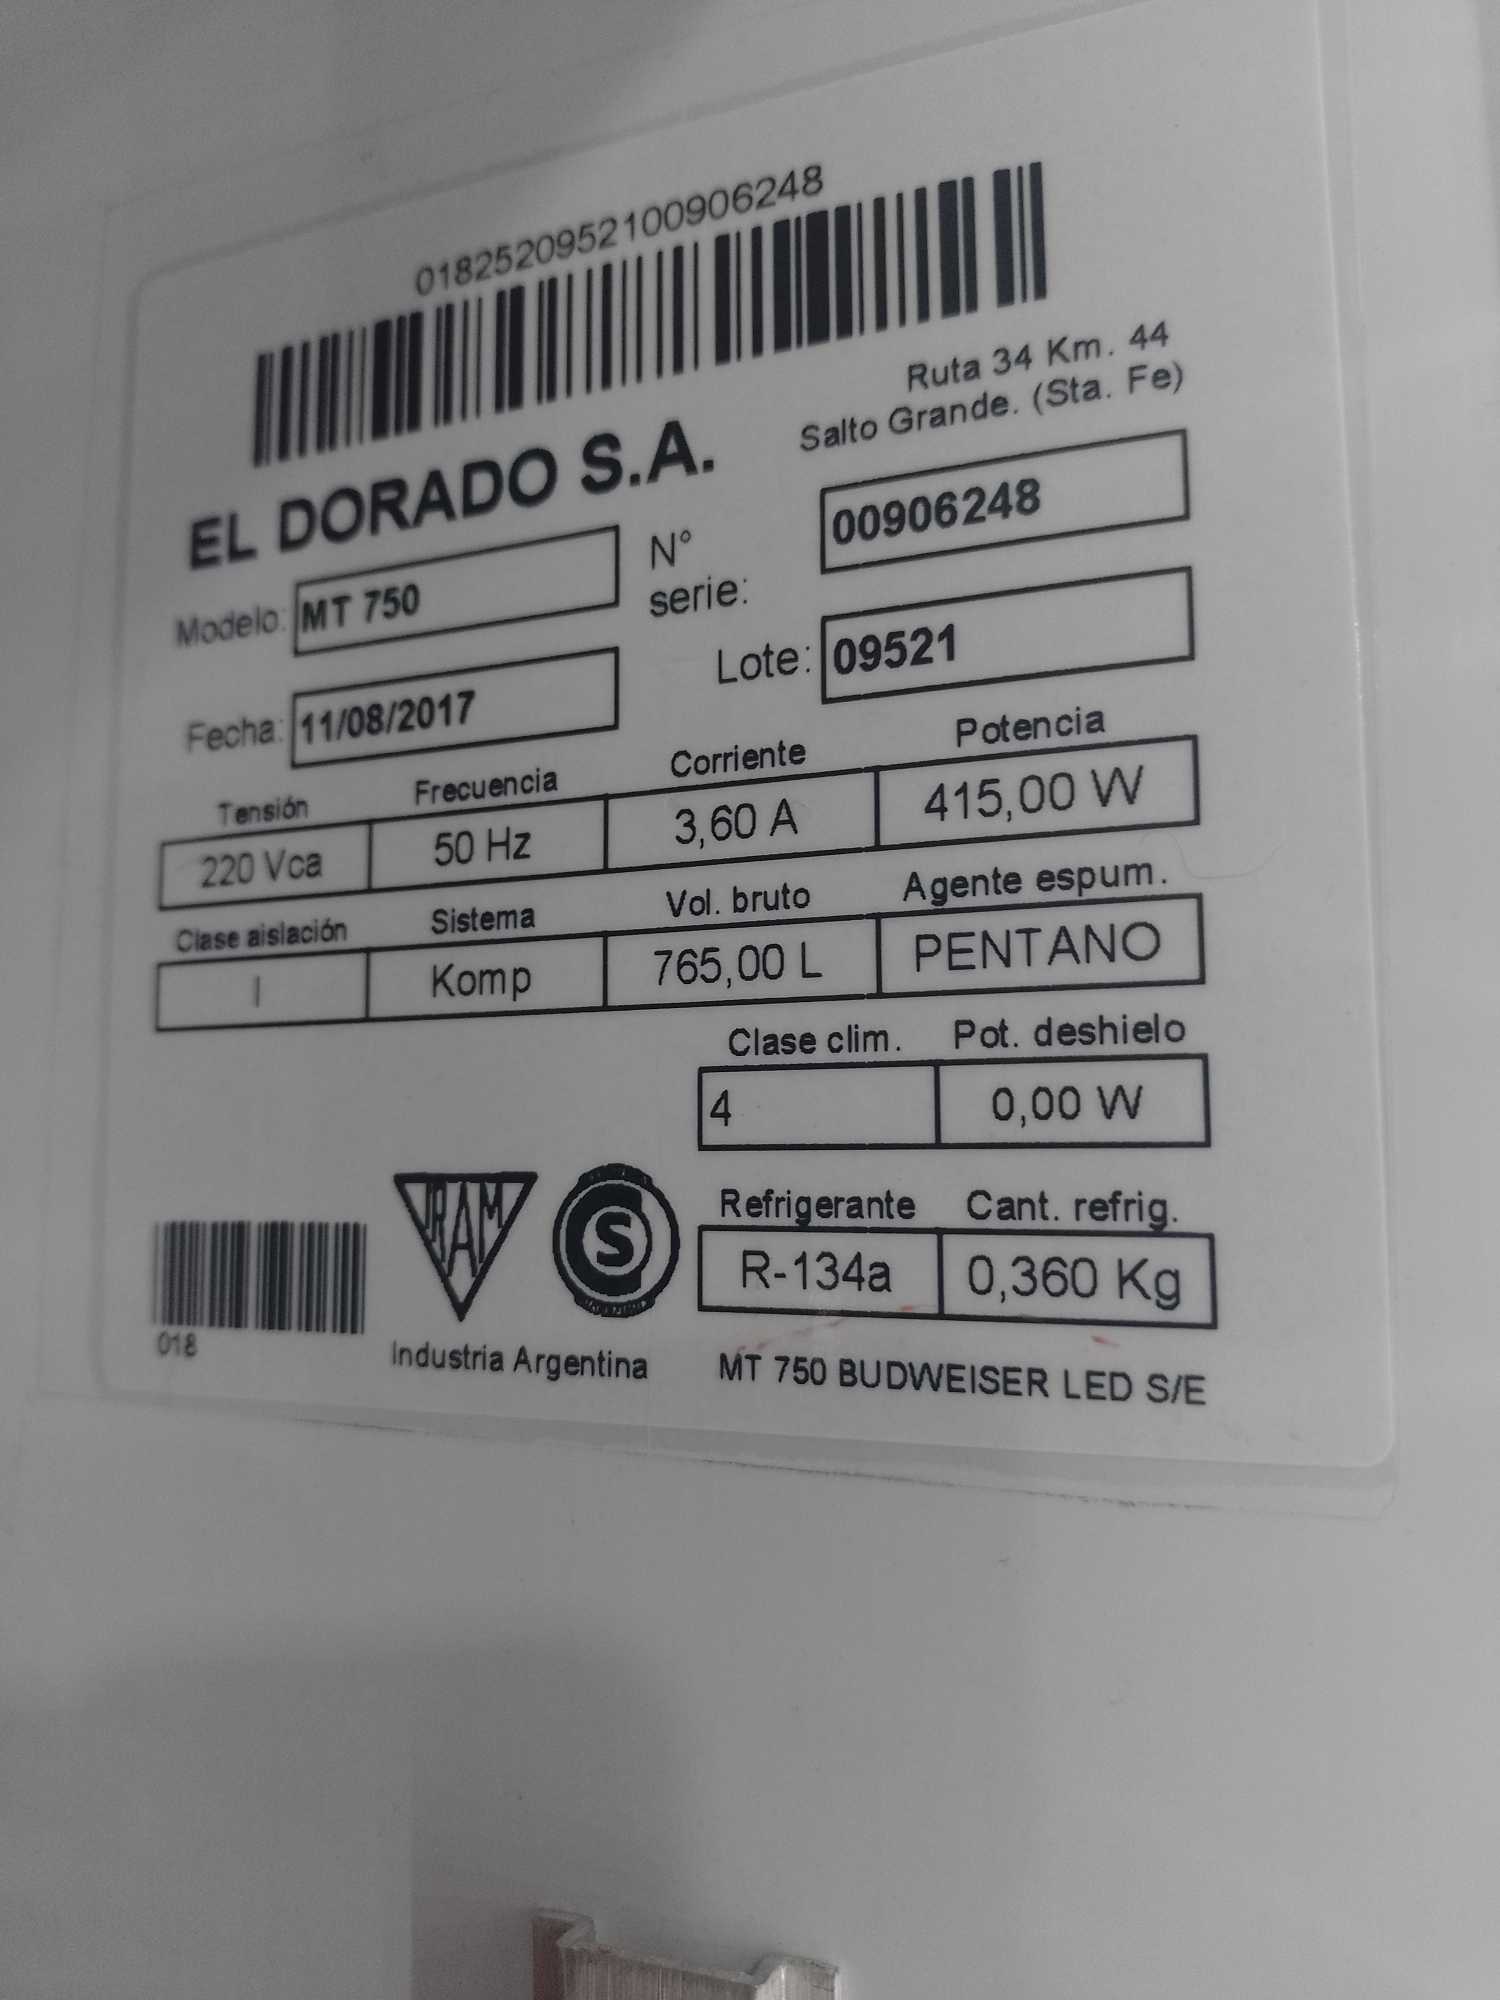 0182520952100906248
Ruta 34 Km. 44
Salto Grande. (Sta. Fe)
EL DORADO S.A.
Modelo: MT 750
N° serie: 00906248
Fecha: 11/08/2017
Lote: 09521
Tensión Frecuencia Corriente Potencia
220 Vca 50 Hz 3,60 A 415,00 W
Clase aislación Sistema Vol. bruto Agente espum.
I Komp 765,00 L PENTANO
Clase clim. Pot. deshielo
4 0,00 W
IRAM S
Refrigerante Cant. refrig.
R-134a 0,360 Kg
018
Industria Argentina
MT 750 BUDWEISER LED S/E